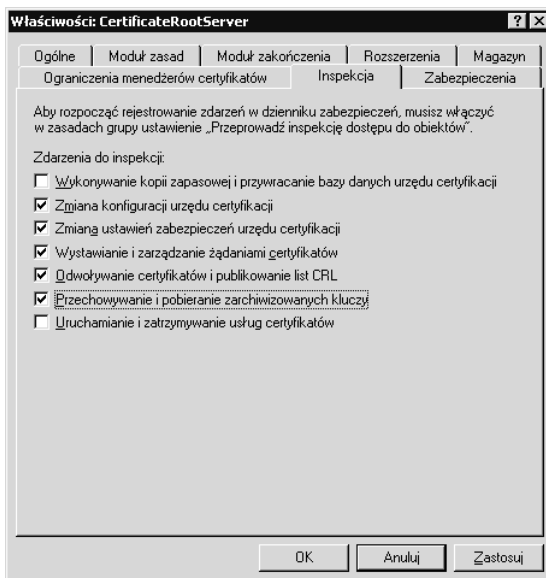 Właściwości: CertificateRootServer
Ogólne Moduł zasad Moduł zakończenia Rozszerzenia Magazyn
Ograniczenia menedżerów certyfikatów Inspekcja Zabezpieczenia
Aby rozpocząć rejestrowanie zdarzeń w dzienniku zabezpieczeń, musisz włączyć
w zasadach grupy ustawienie „Przeprowadź inspekcję dostępu do obiektów”.
Zdarzenia do inspekcji:
Wykonywanie kopii zapasowej i przywracanie bazy danych urzędu certyfikacji
Zmiana konfiguracji urzędu certyfikacji
Zmiana ustawień zabezpieczeń urzędu certyfikacji
Wystawianie i zarządzanie żądaniami certyfikatów
Odwoływanie certyfikatów i publikowanie list CRL
Przechowywanie i pobieranie zarchiwizowanych kluczy
Uruchamianie i zatrzymywanie usług certyfikatów
OK Anuluj Zastosuj